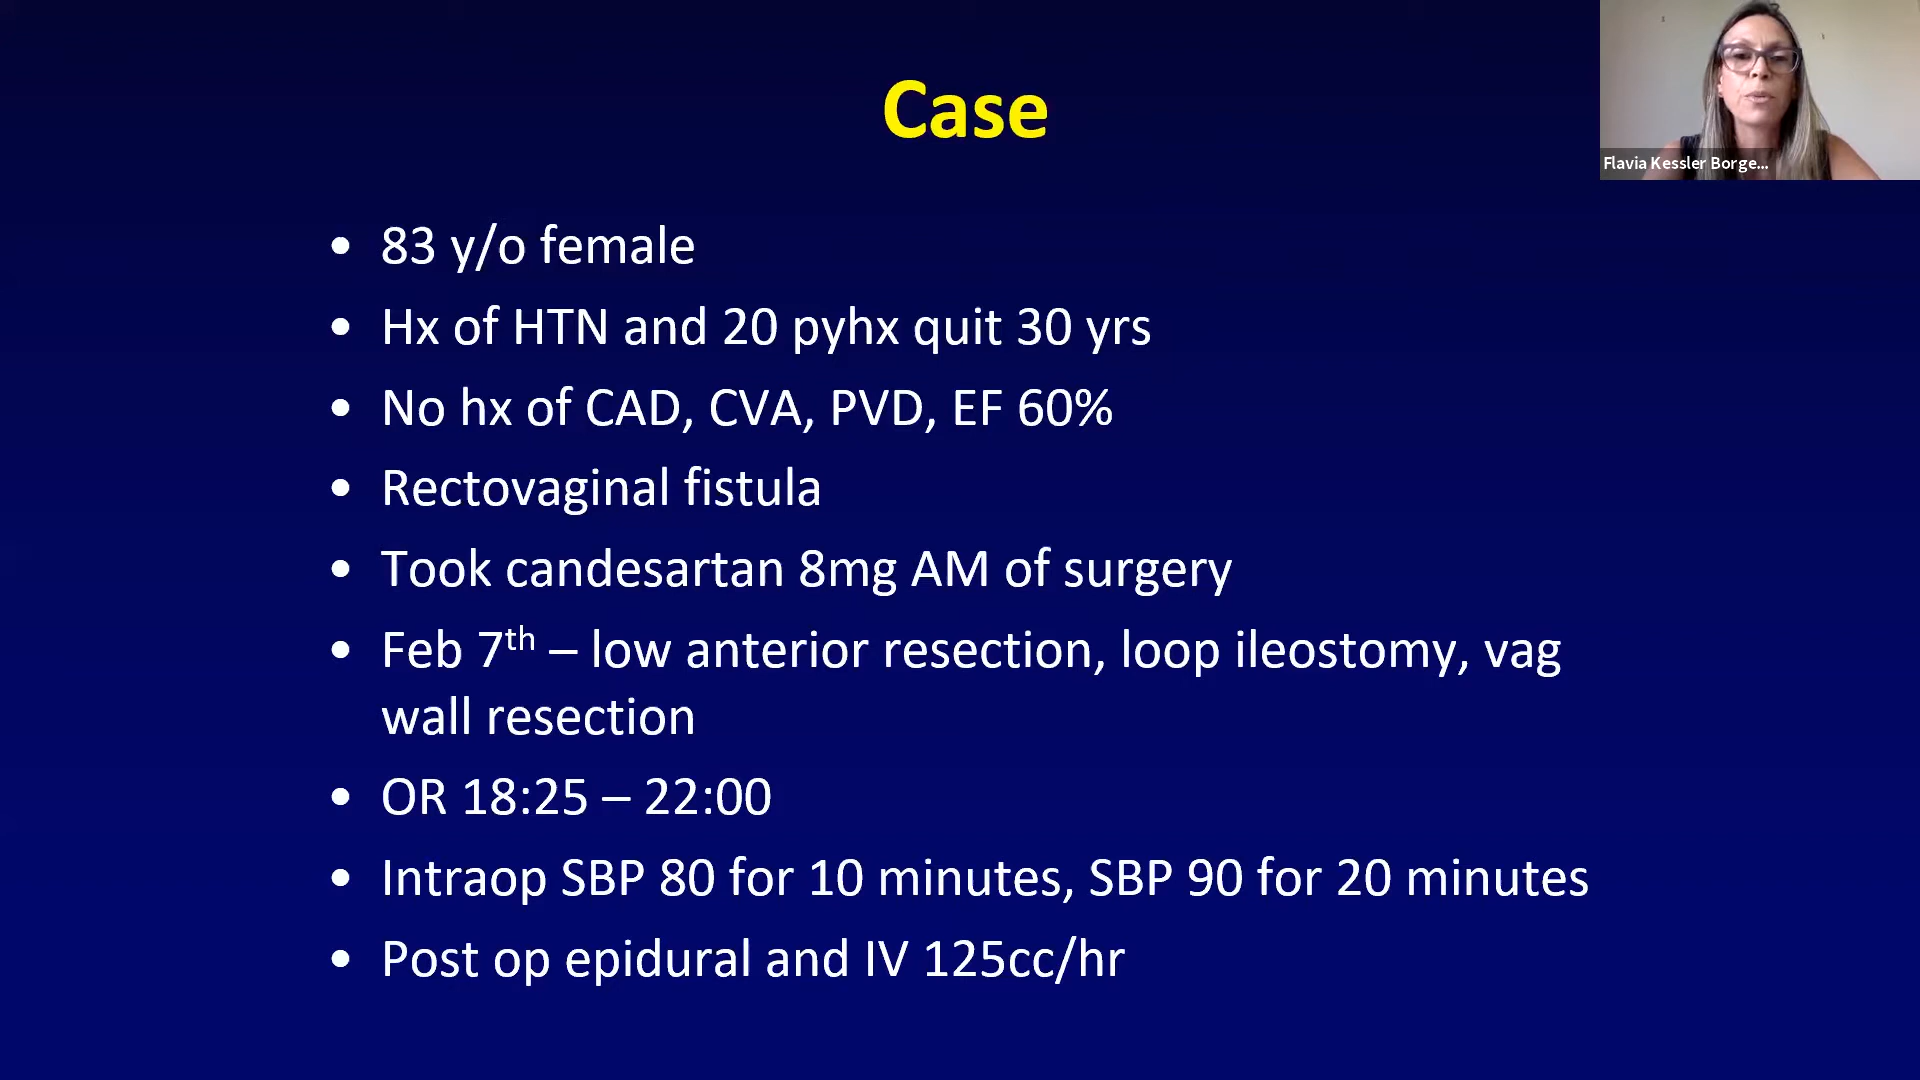 Case
Flavia Kessler Borge...
• 83 y/o female
• Hx of HTN and 20 pyhx quit 30 yrs
• No hx of CAD, CVA, PVD, EF 60%
• Rectovaginal fistula
• Took candesartan 8mg AM of surgery
• Feb 7th – low anterior resection, loop ileostomy, vag
wall resection
• OR 18:25 – 22:00
• Intraop SBP 80 for 10 minutes, SBP 90 for 20 minutes
• Post op epidural and IV 125cc/hr